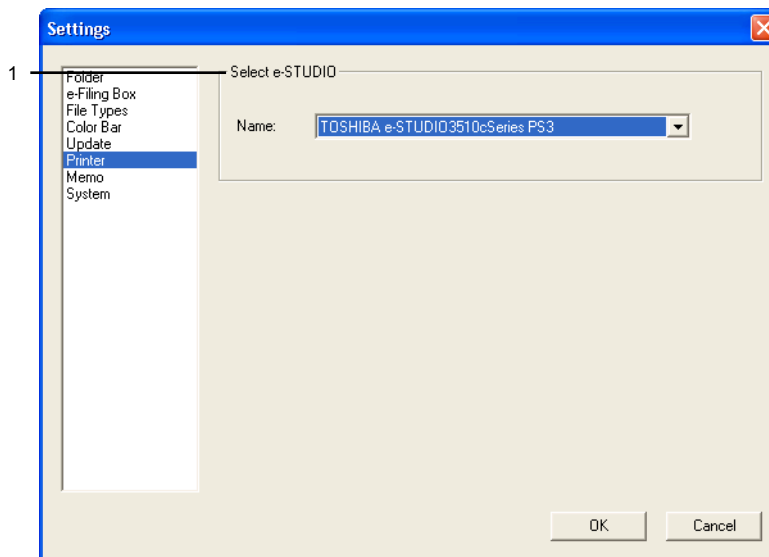 Settings
1
Folder
e-Filing Box
File Types
Color Bar
Update
Printer
Memo
System
Select e-STUDIO
Name:
TOSHIBA e-STUDIO3510cSeries PS3
OK
Cancel